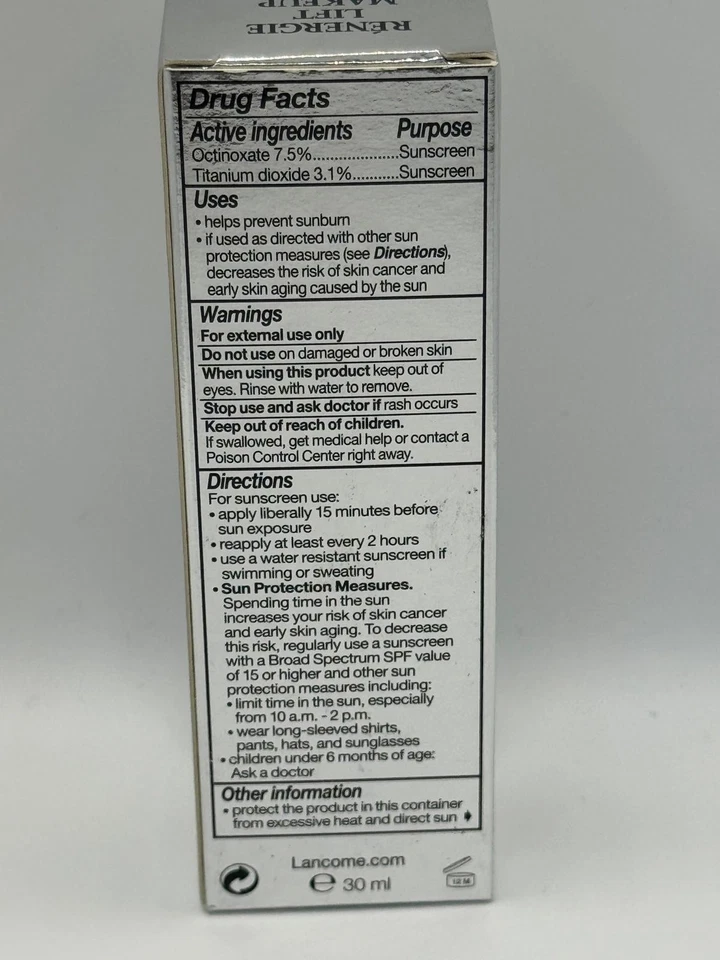 RÉNERGIE
LIFT
MAKEUP
Drug Facts
Active ingredients Purpose
Octinoxate 7.5%....................Sunscreen
Titanium dioxide 3.1%...........Sunscreen
Uses
• helps prevent sunburn
• if used as directed with other sun
protection measures (see Directions),
decreases the risk of skin cancer and
early skin aging caused by the sun
Warnings
For external use only
Do not use on damaged or broken skin
When using this product keep out of
eyes. Rinse with water to remove.
Stop use and ask doctor if rash occurs
Keep out of reach of children.
If swallowed, get medical help or contact a
Poison Control Center right away.
Directions
For sunscreen use:
• apply liberally 15 minutes before
sun exposure
• reapply at least every 2 hours
• use a water resistant sunscreen if
swimming or sweating
• Sun Protection Measures.
Spending time in the sun
increases your risk of skin cancer
and early skin aging. To decrease
this risk, regularly use a sunscreen
with a Broad Spectrum SPF value
of 15 or higher and other sun
protection measures including:
• limit time in the sun, especially
from 10 a.m. - 2 p.m.
• wear long-sleeved shirts,
pants, hats, and sunglasses
• children under 6 months of age:
Ask a doctor
Other information
• protect the product in this container
from excessive heat and direct sun
Lancome.com
℮ 30 ml
12 M